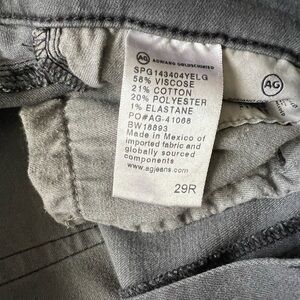 AG ADRIANO GOLDSCHMIED
SPG143404YELG
58% VISCOSE
21% COTTON
20% POLYESTER
1% ELASTANE
PO#AG-41068
BW18893
Made in Mexico of
imported fabric and
globally sourced
components
www.agjeans.com
29R
AG